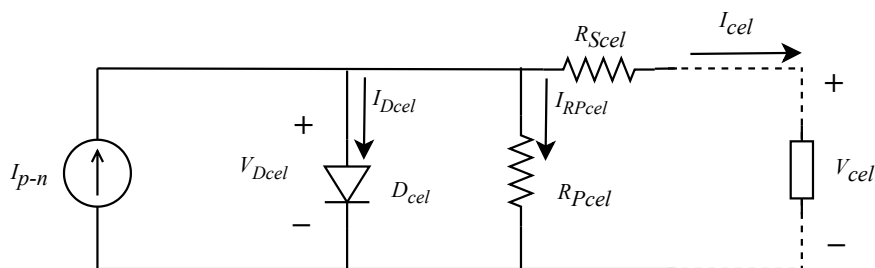 I_cel
R_Scel
+
I_Dcel
I_RPcel
+
I_p-n
V_Dcel
D_cel
R_Pcel
V_cel
−
−